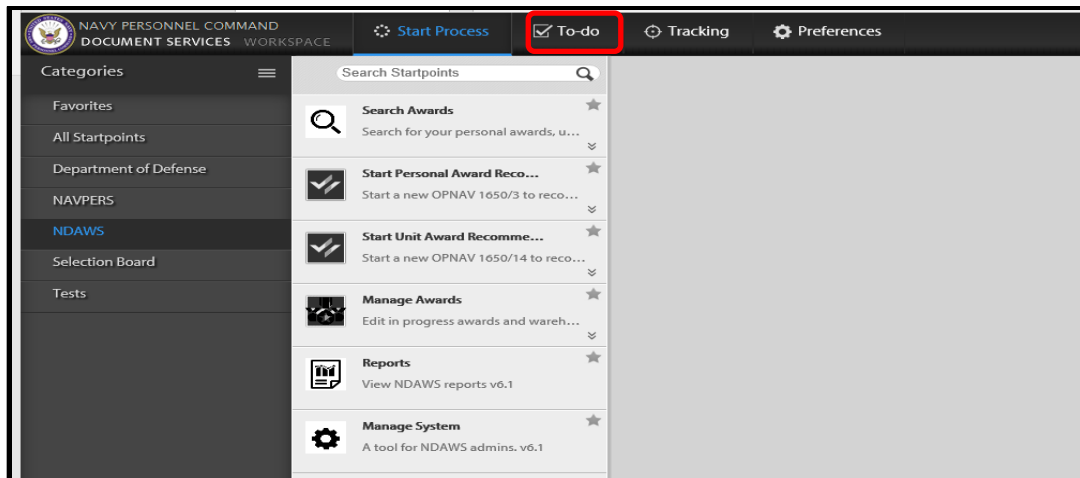 NAVY PERSONNEL COMMAND
DOCUMENT SERVICES WORKSPACE
Start Process
To-do
Tracking
Preferences
Categories
Favorites
All Startpoints
Department of Defense
NAVPERS
NDAWS
Selection Board
Tests
Search Startpoints
Search Awards
Search for your personal awards, u...
Start Personal Award Reco...
Start a new OPNAV 1650/3 to reco...
Start Unit Award Recomme...
Start a new OPNAV 1650/14 to reco...
Manage Awards
Edit in progress awards and wareh...
Reports
View NDAWS reports v6.1
Manage System
A tool for NDAWS admins. v6.1